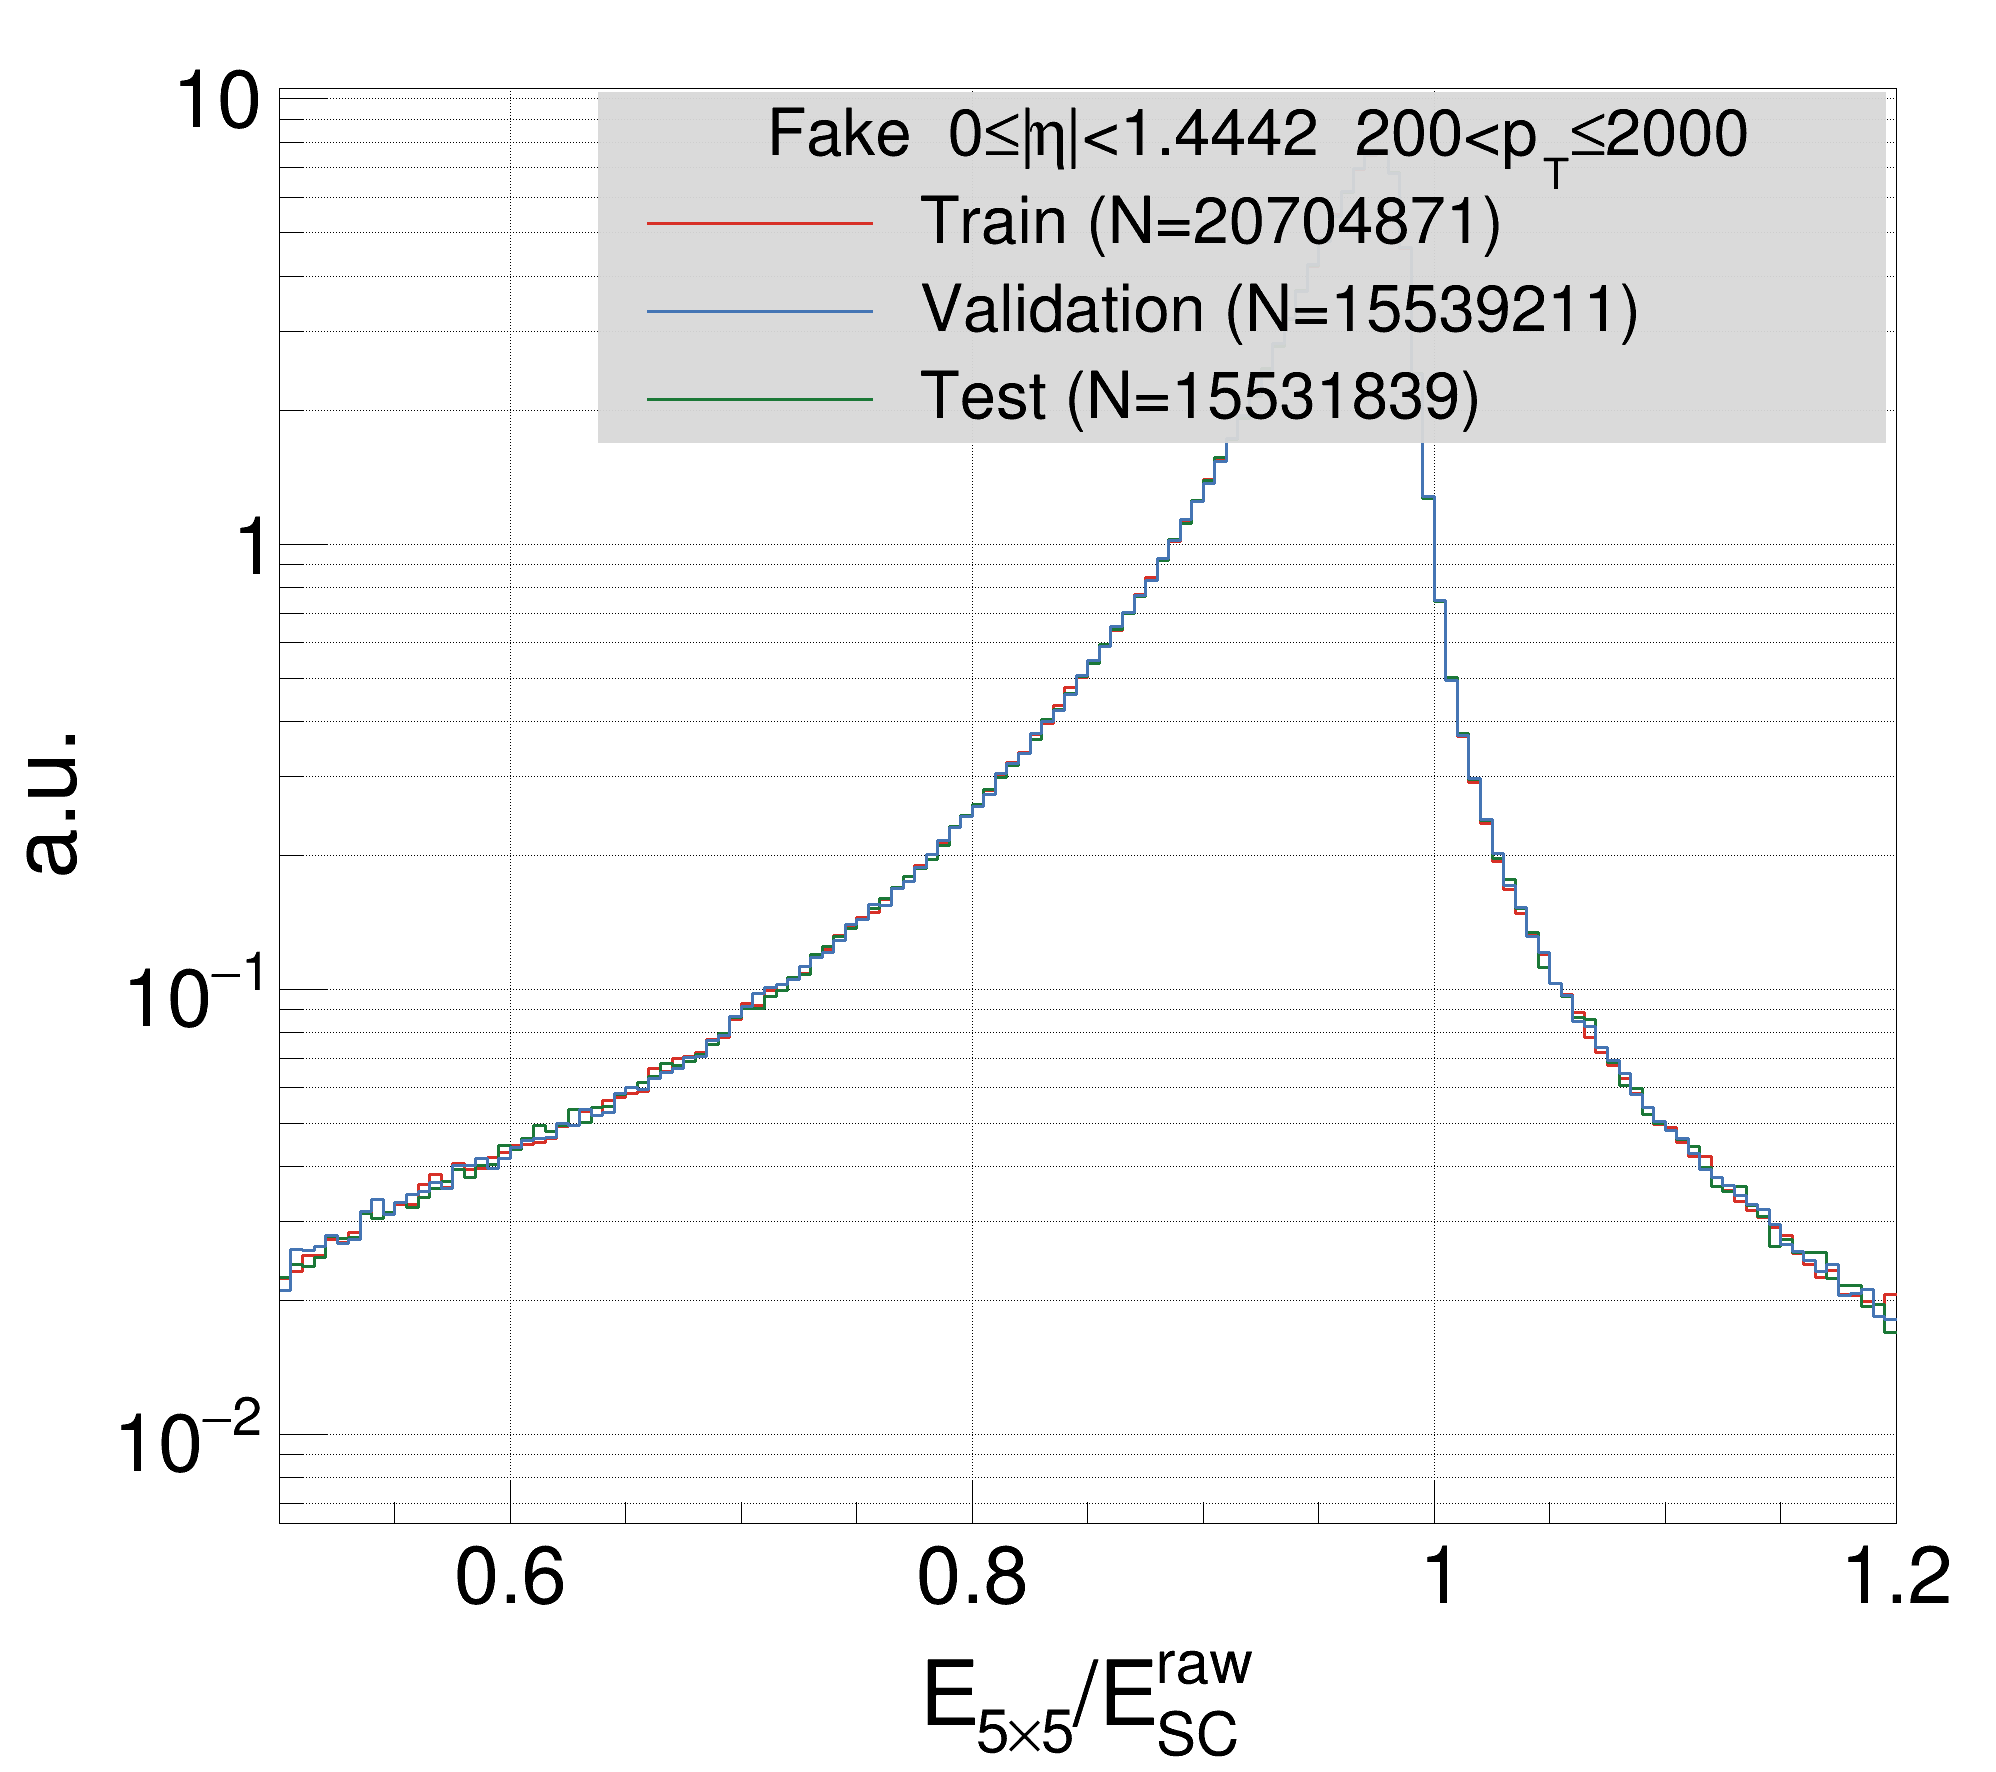 10
1
10⁻¹
10⁻²
a.u.
Fake 0≤|η|<1.4442 200<p_T≤2000
Train (N=20704871)
Validation (N=15539211)
Test (N=15531839)
0.6 0.8 1 1.2
E_5×5/E_SC^raw